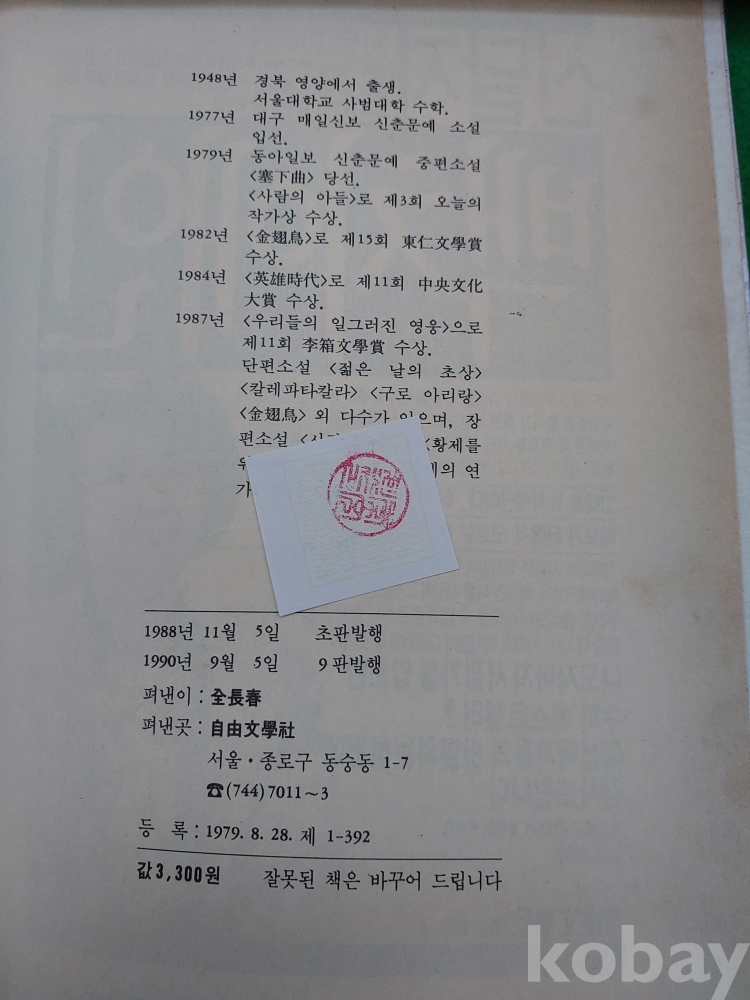 1948년 경북 영양에서 출생.
서울대학교 사범대학 수학.
1977년 대구 매일신보 신춘문예 소설
입선.
1979년 동아일보 신춘문예 중편소설
〈塞下曲〉 당선.
〈사람의 아들〉로 제3회 오늘의
작가상 수상.
1982년 〈金翅鳥〉로 제15회 東仁文學賞
수상.
1984년 〈英雄時代〉로 제11회 中央文化
大賞 수상.
1987년 〈우리들의 일그러진 영웅〉으로
제11회 李箱文學賞 수상.
단편소설 〈젊은 날의 초상〉
〈칼레파타칼라〉 〈구로 아리랑〉
〈金翅鳥〉 외 다수가 있으며, 장
편소설 〈황제를
의 연
가
1988년 11월 5일 초판발행
1990년 9월 5일 9판발행
펴낸이 : 全長春
펴낸곳 : 自由文學社
서울·종로구 동숭동 1-7
☎(744)7011~3
등 록 : 1979. 8. 28. 제 1-392
값3,300원 잘못된 책은 바꾸어 드립니다
kobay